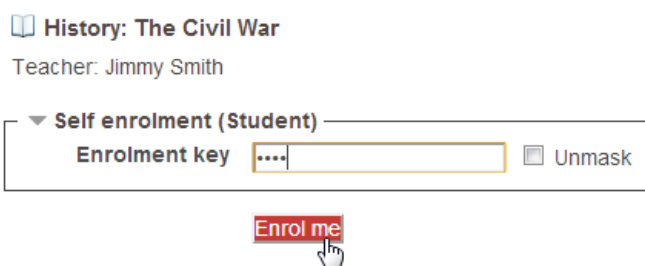 History: The Civil War
Teacher: Jimmy Smith
Self enrolment (Student)
Enrolment key •••• Unmask
Enrol me